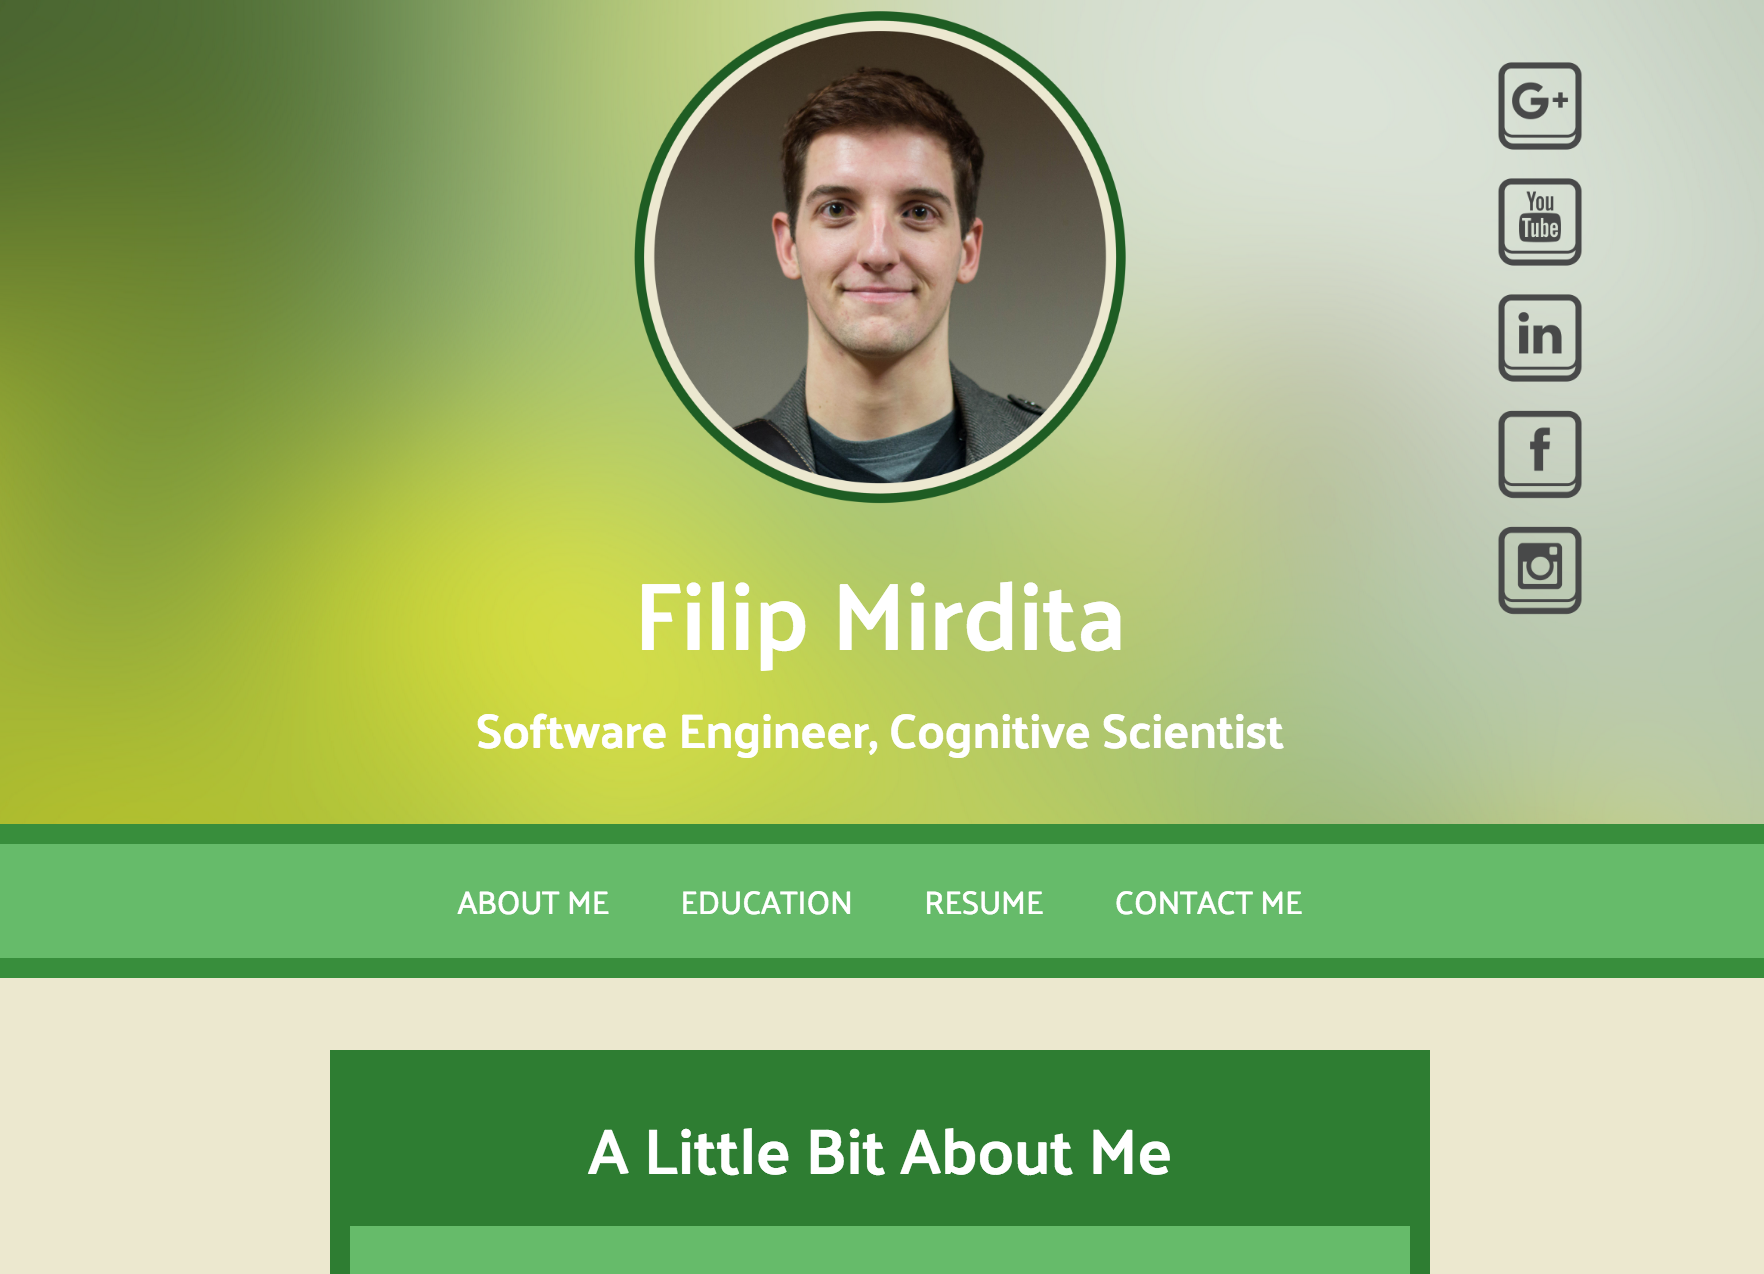 G+
You
Tube
in
f
Filip Mirdita
Software Engineer, Cognitive Scientist
ABOUT ME EDUCATION RESUME CONTACT ME
A Little Bit About Me